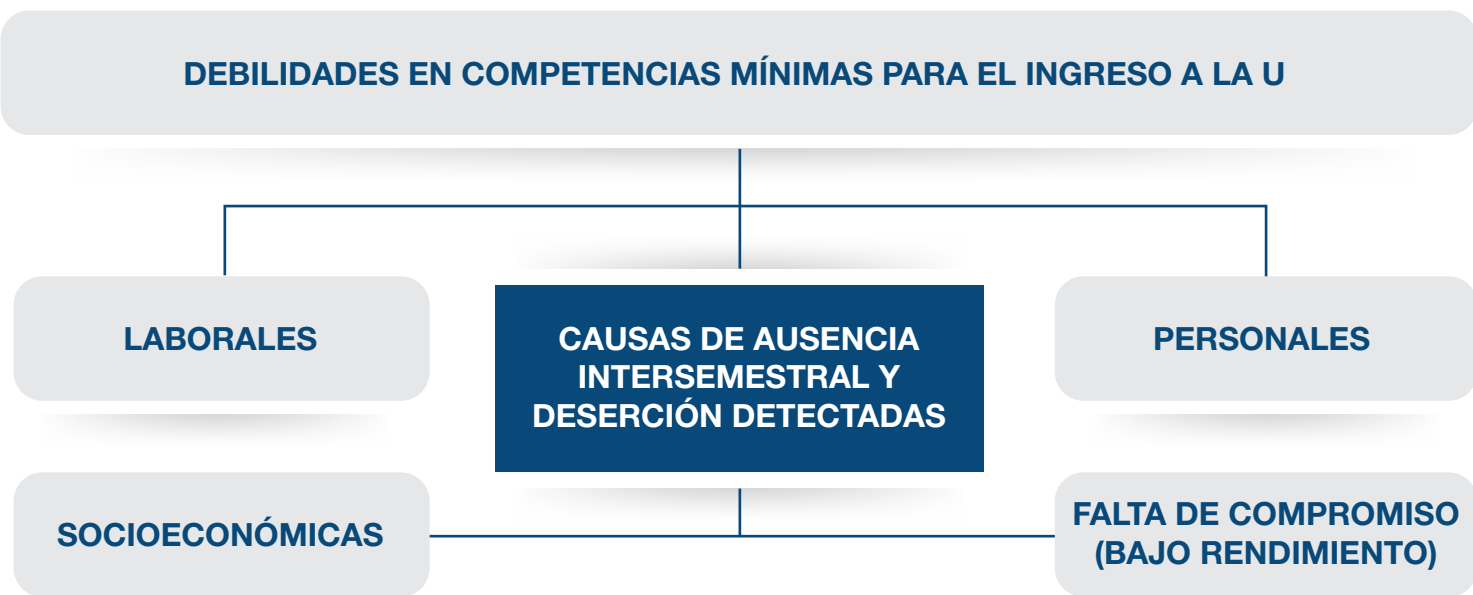 DEBILIDADES EN COMPETENCIAS MÍNIMAS PARA EL INGRESO A LA U
LABORALES
CAUSAS DE AUSENCIA
INTERSEMESTRAL Y
DESERCIÓN DETECTADAS
PERSONALES
SOCIOECONÓMICAS
FALTA DE COMPROMISO
(BAJO RENDIMIENTO)